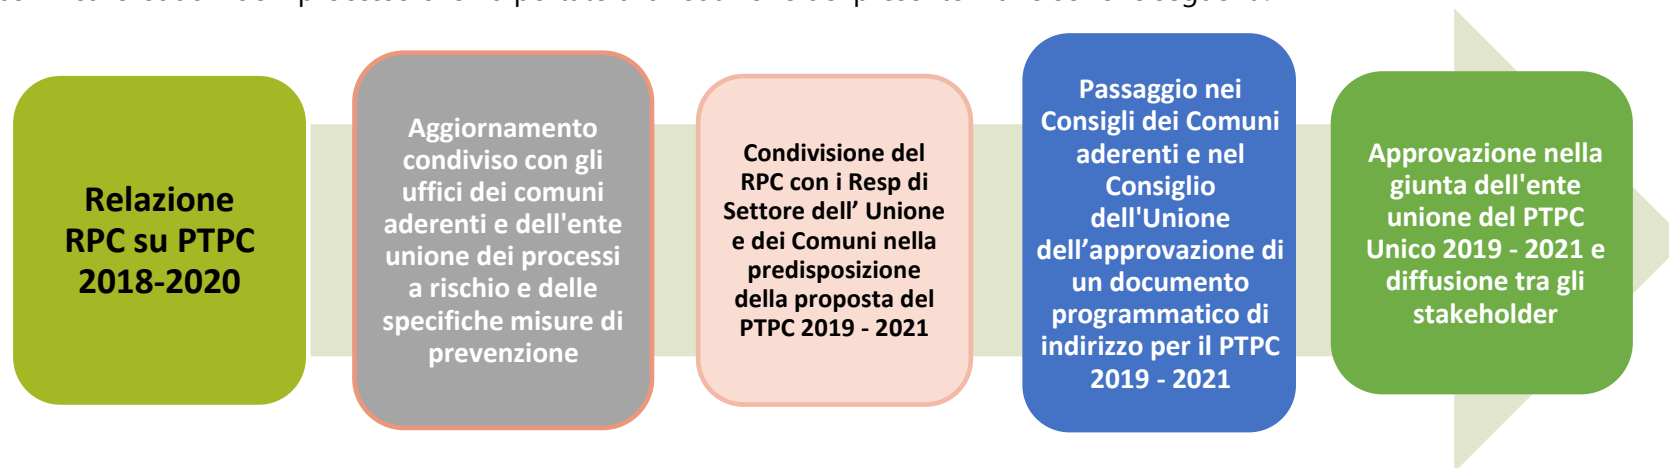 Relazione
RPC su PTPC
2018-2020
Aggiornamento
condiviso con gli
uffici dei comuni
aderenti e dell'ente
unione dei processi
a rischio e delle
specifiche misure di
prevenzione
Condivisione del
RPC con i Resp di
Settore dell’ Unione
e dei Comuni nella
predisposizione
della proposta del
PTPC 2019 - 2021
Passaggio nei
Consigli dei Comuni
aderenti e nel
Consiglio
dell'Unione
dell’approvazione di
un documento
programmatico di
indirizzo per il PTPC
2019 - 2021
Approvazione nella
giunta dell'ente
unione del PTPC
Unico 2019 - 2021 e
diffusione tra gli
stakeholder